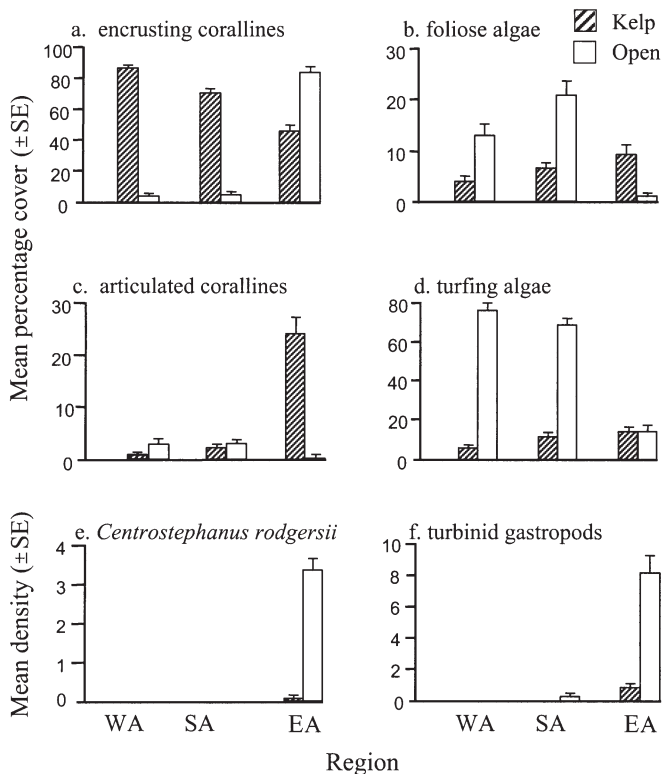 Kelp
Open
a. encrusting corallines
b. foliose algae
Mean percentage cover (±SE)
100
80
60
40
20
0
30
20
10
0
c. articulated corallines
d. turfing algae
30
20
10
0
80
60
40
20
0
e. Centrostephanus rodgersii
f. turbinid gastropods
Mean density (±SE)
4
3
2
1
0
10
8
6
4
2
0
WA SA EA
WA SA EA
Region